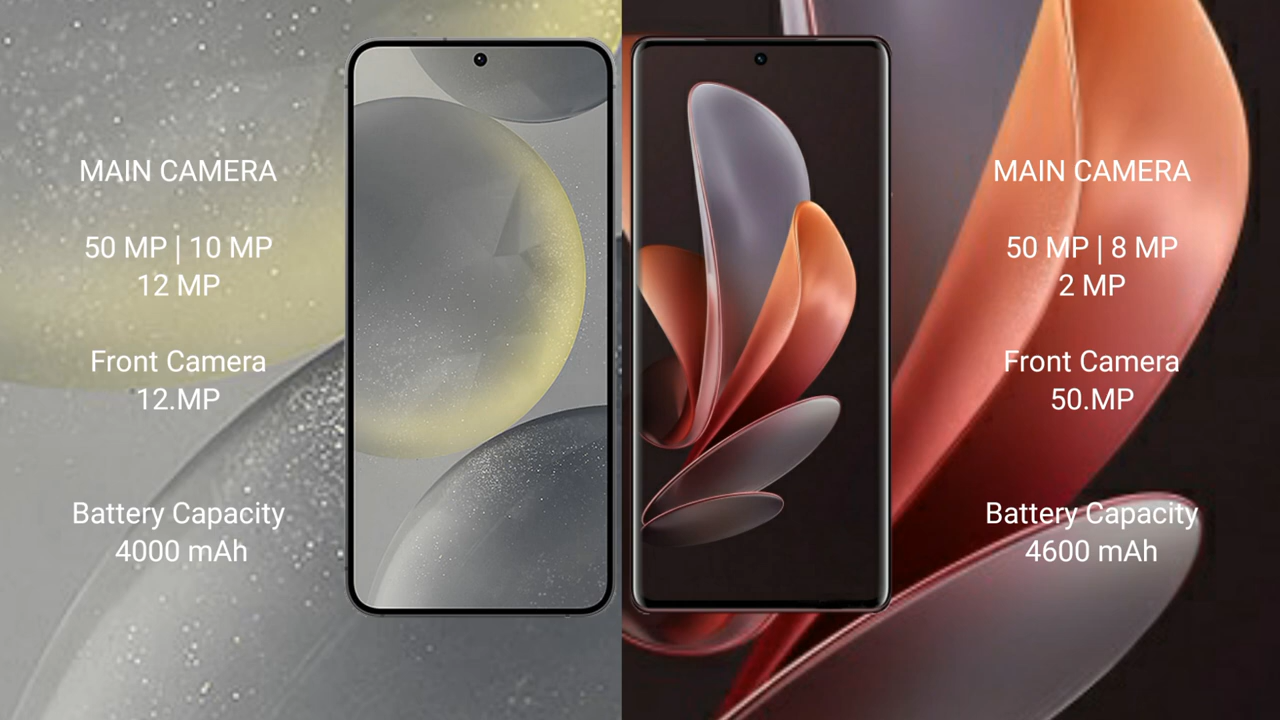 MAIN CAMERA
50 MP | 10 MP
12 MP
Front Camera
12.MP
Battery Capacity
4000 mAh
MAIN CAMERA
50 MP | 8 MP
2 MP
Front Camera
50.MP
Battery Capacity
4600 mAh